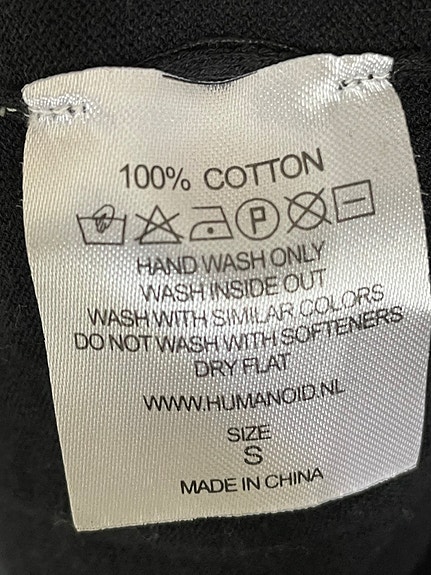 100% COTTON
P
HAND WASH ONLY
WASH INSIDE OUT
WASH WITH SIMILAR COLORS
DO NOT WASH WITH SOFTENERS
DRY FLAT
WWW.HUMANOID.NL
SIZE
S
MADE IN CHINA